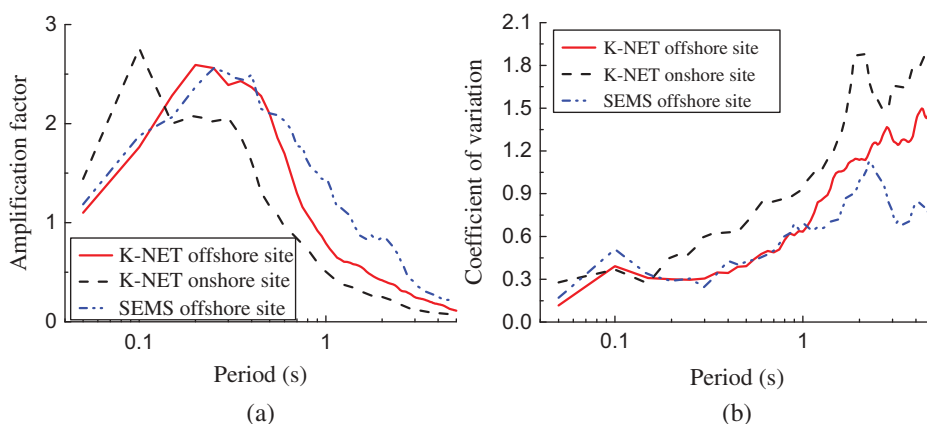 3
2
1
0
Amplification factor
K-NET offshore site
K-NET onshore site
SEMS offshore site
0.1
1
Period (s)
(a)
2.1
1.8
1.5
1.2
0.9
0.6
0.3
0.0
Coefficient of variation
K-NET offshore site
K-NET onshore site
SEMS offshore site
0.1
1
Period (s)
(b)